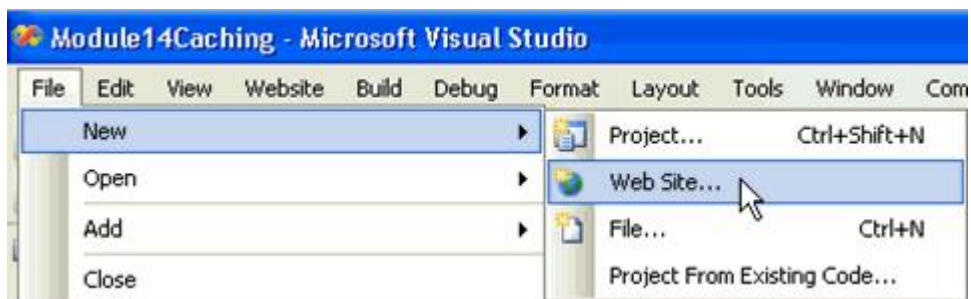 Module14Caching - Microsoft Visual Studio
File Edit View Website Build Debug Format Layout Tools Window Com
New Project... Ctrl+Shift+N
Open Web Site...
Add File... Ctrl+N
Close Project From Existing Code...